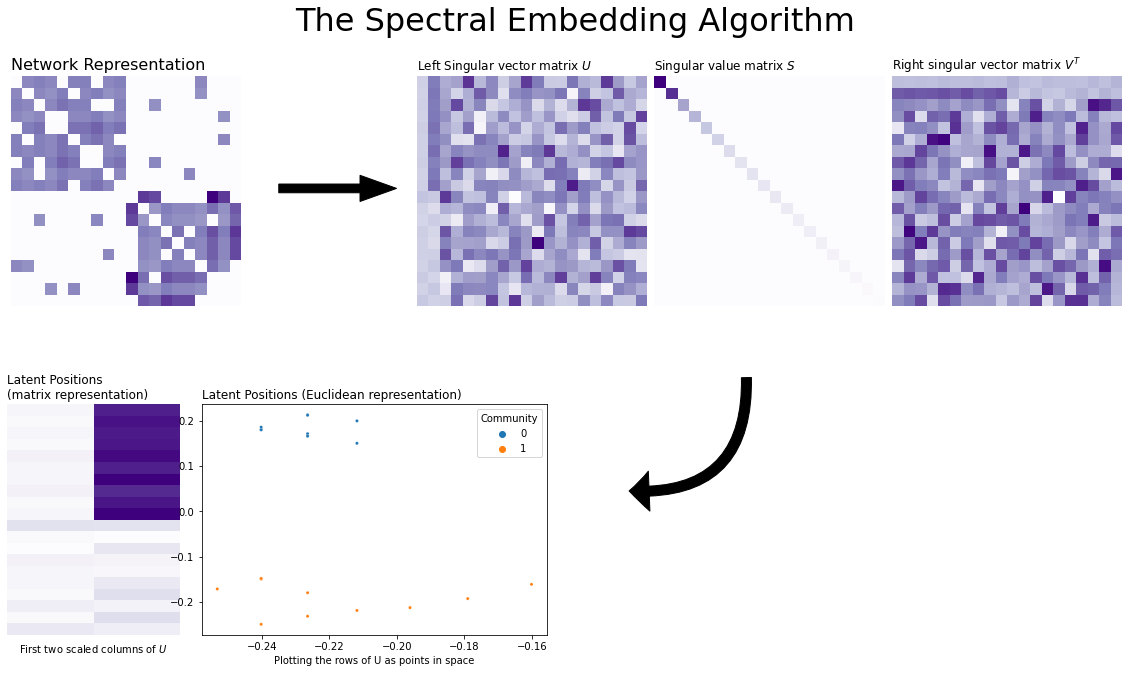 The Spectral Embedding Algorithm
Network Representation
Left Singular vector matrix U
Singular value matrix S
Right singular vector matrix V^T
Latent Positions
(matrix representation)
First two scaled columns of U
Latent Positions (Euclidean representation)
Community
0
1
0.2
0.1
0.0
−0.1
−0.2
−0.24
−0.22
−0.20
−0.18
−0.16
Plotting the rows of U as points in space